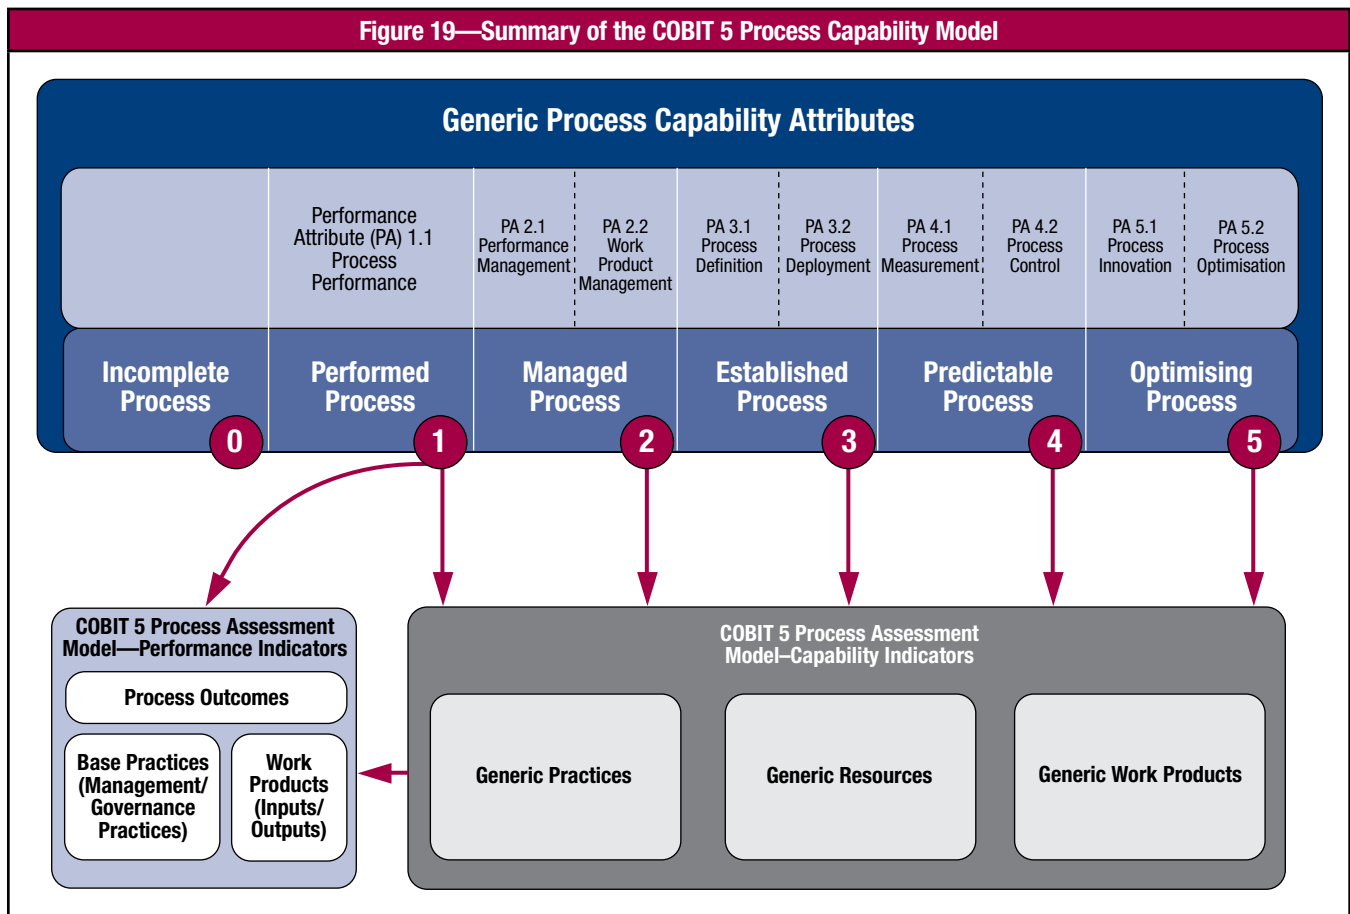 Figure 19—Summary of the COBIT 5 Process Capability Model
Generic Process Capability Attributes
Performance
Attribute (PA) 1.1
Process
Performance
PA 2.1
Performance
Management
PA 2.2
Work
Product
Management
PA 3.1
Process
Definition
PA 3.2
Process
Deployment
PA 4.1
Process
Measurement
PA 4.2
Process
Control
PA 5.1
Process
Innovation
PA 5.2
Process
Optimisation
Incomplete
Process
0
Performed
Process
1
Managed
Process
2
Established
Process
3
Predictable
Process
4
Optimising
Process
5
COBIT 5 Process Assessment
Model—Performance Indicators
Process Outcomes
Base Practices
(Management/
Governance
Practices)
Work
Products
(Inputs/
Outputs)
COBIT 5 Process Assessment
Model–Capability Indicators
Generic Practices
Generic Resources
Generic Work Products